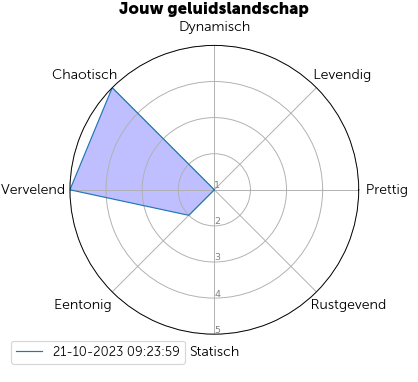 Jouw geluidslandschap
Dynamisch
Chaotisch
Levendig
Vervelend
Prettig
1
2
3
4
5
Eentonig
Rustgevend
21-10-2023 09:23:59
Statisch